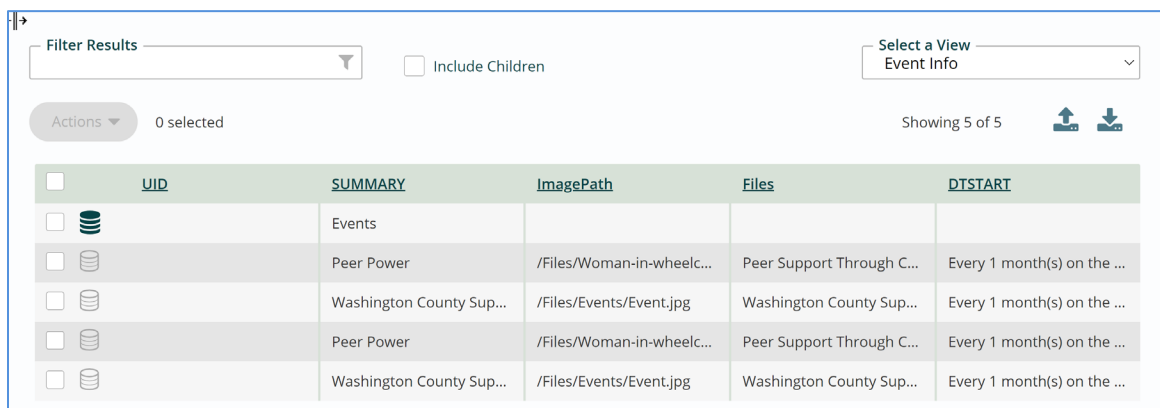 Filter Results
Include Children
Select a View
Event Info
Actions 0 selected Showing 5 of 5
UID SUMMARY ImagePath Files DTSTART
Events
Peer Power /Files/Woman-in-wheelc... Peer Support Through C... Every 1 month(s) on the ...
Washington County Sup... /Files/Events/Event.jpg Washington County Sup... Every 1 month(s) on the ...
Peer Power /Files/Woman-in-wheelc... Peer Support Through C... Every 1 month(s) on the ...
Washington County Sup... /Files/Events/Event.jpg Washington County Sup... Every 1 month(s) on the ...